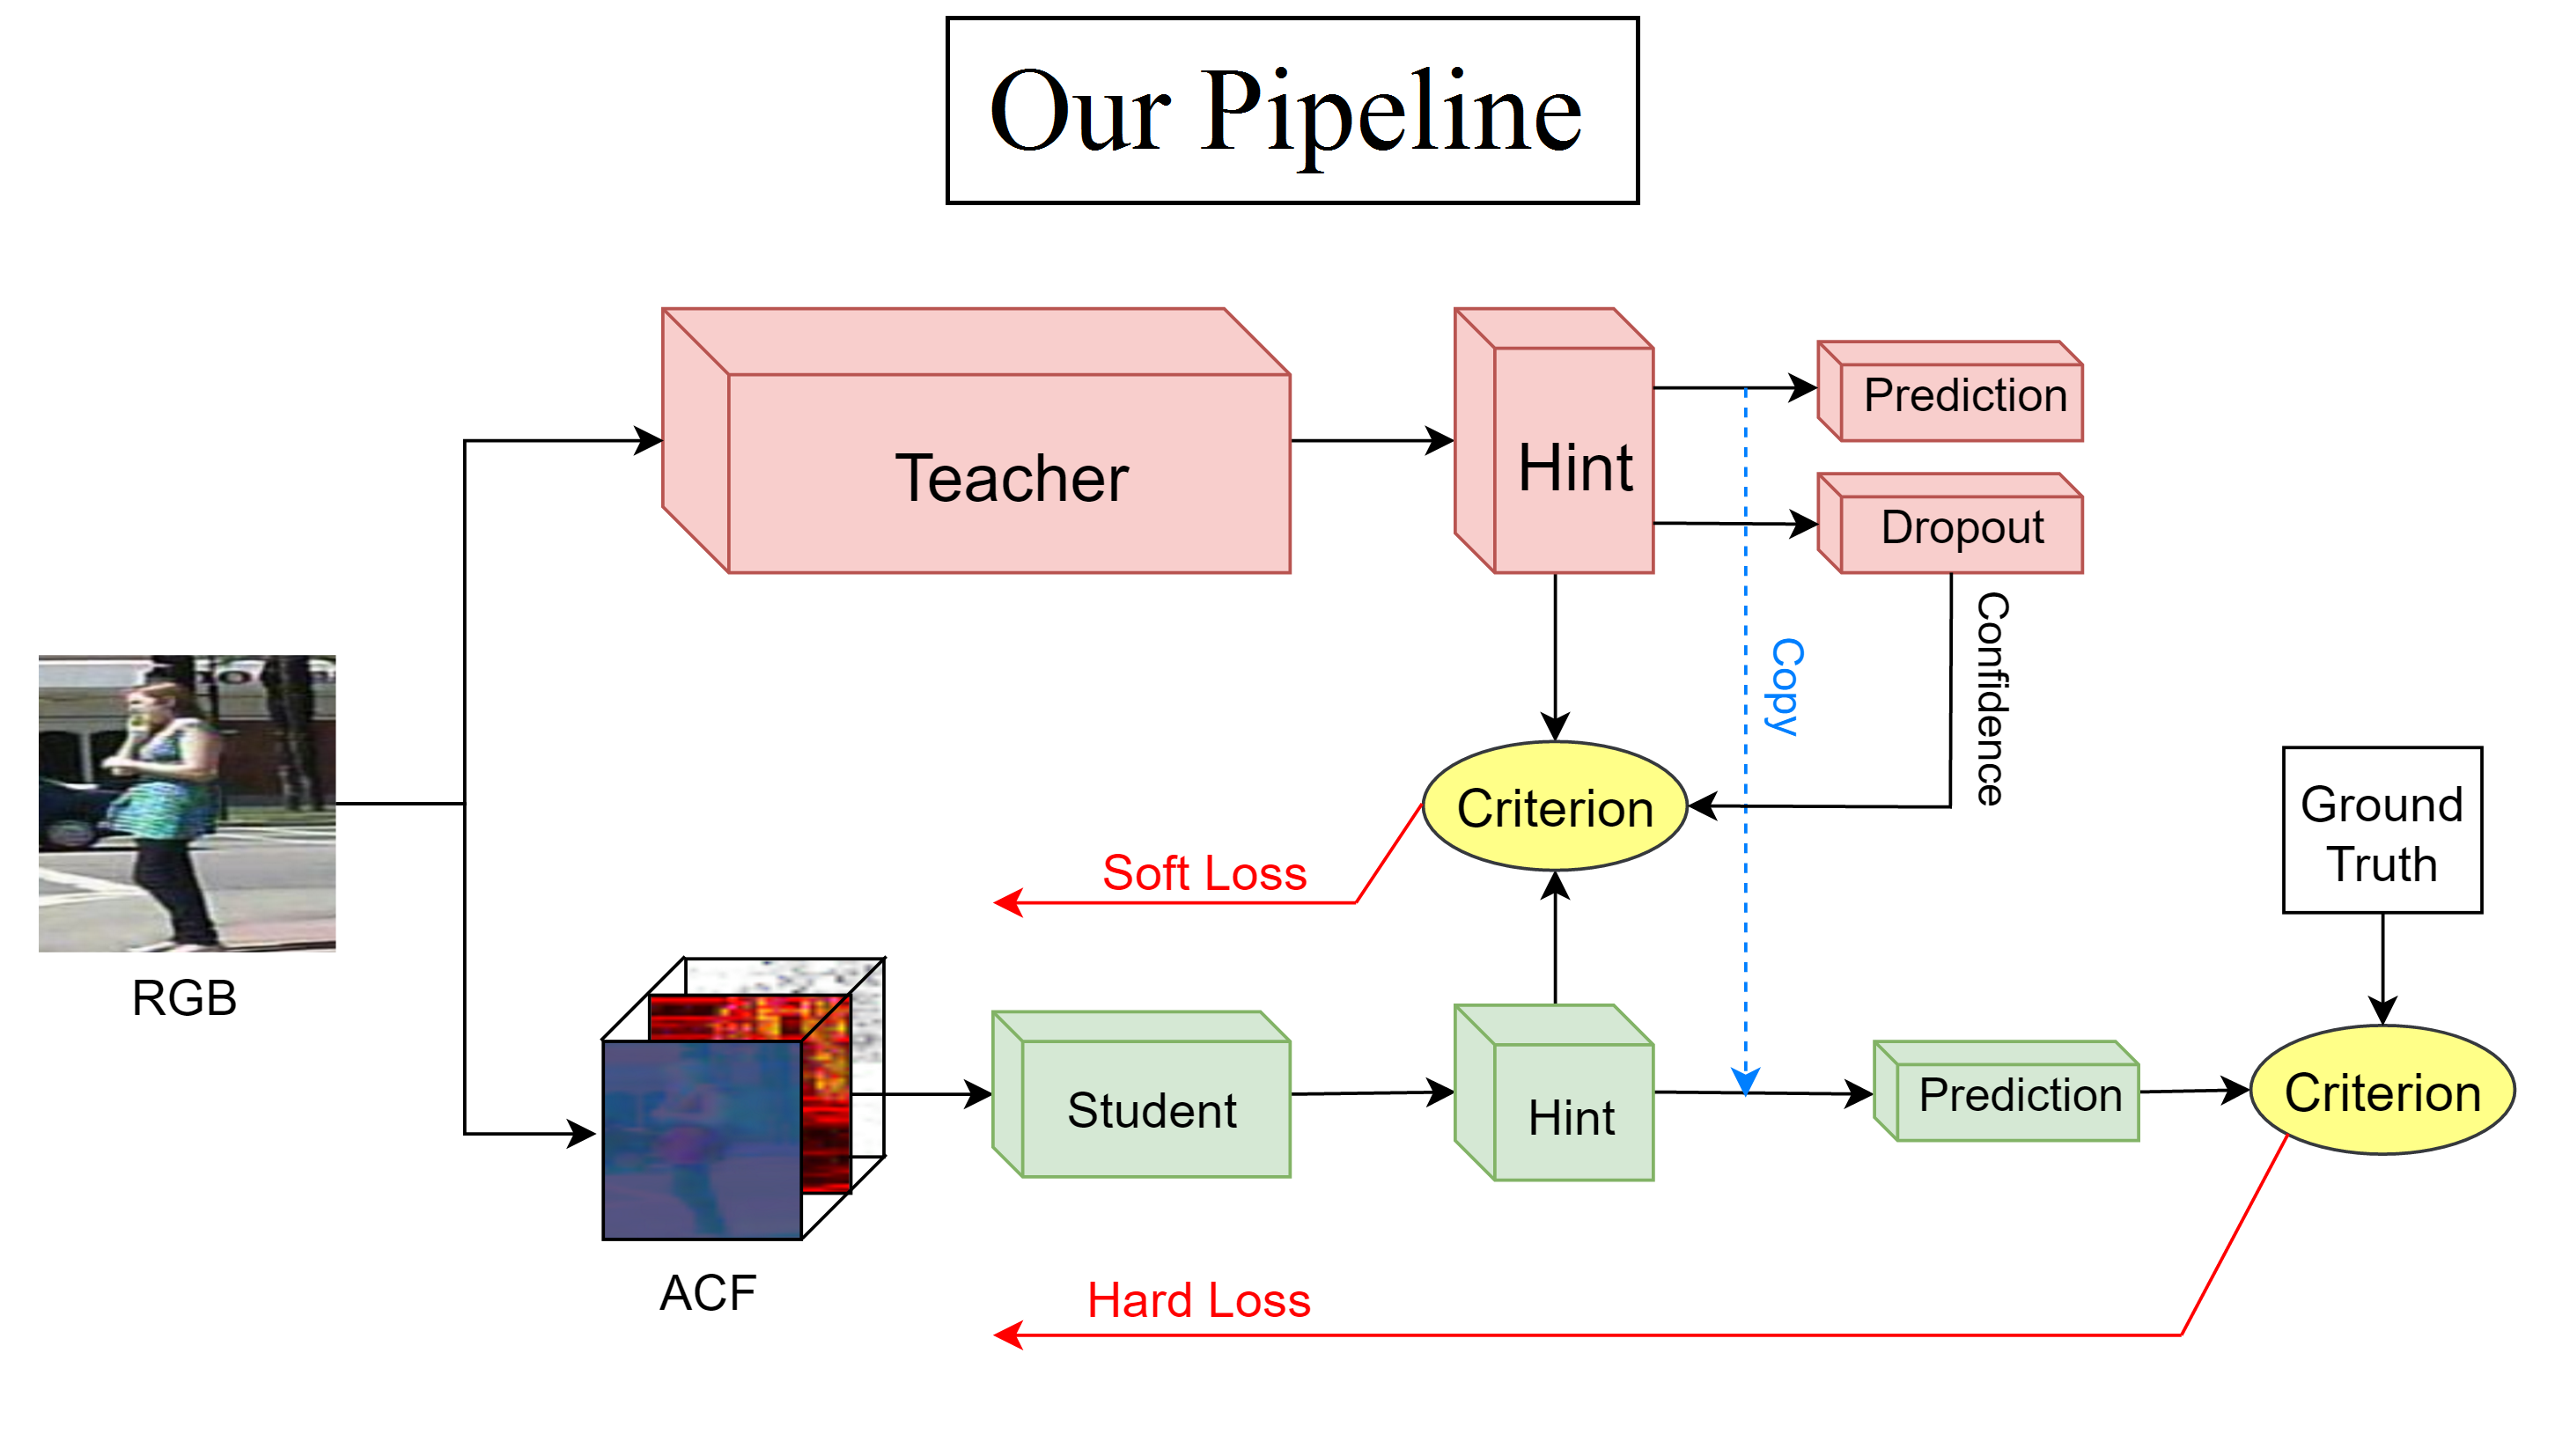 Our Pipeline
Teacher
Hint
Prediction
Dropout
Confidence
Copy
Criterion
Soft Loss
RGB
Ground
Truth
ACF
Student
Hint
Prediction
Criterion
Hard Loss